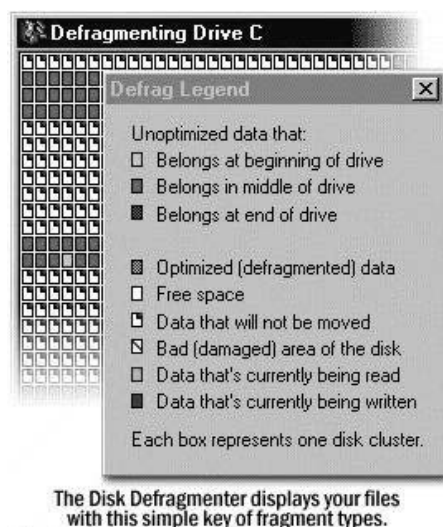 Defragmenting Drive C
Defrag Legend
Unoptimized data that:
Belongs at beginning of drive
Belongs in middle of drive
Belongs at end of drive
Optimized (defragmented) data
Free space
Data that will not be moved
Bad (damaged) area of the disk
Data that's currently being read
Data that's currently being written
Each box represents one disk cluster.
The Disk Defragmenter displays your files
with this simple key of fragment types.